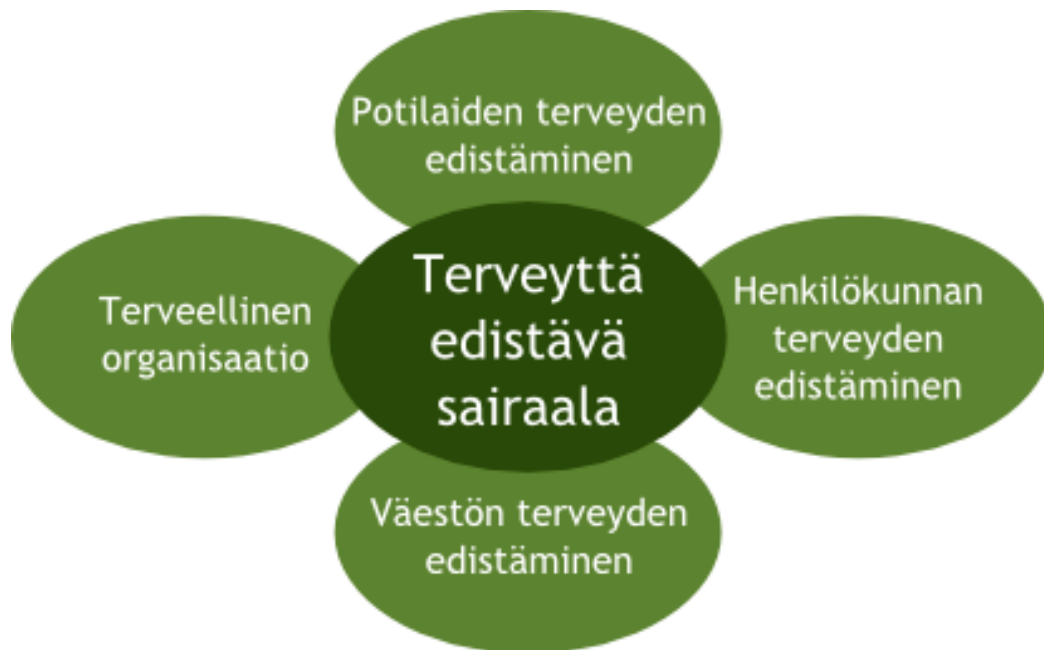 Potilaiden terveyden
edistäminen
Terveellinen
organisaatio
Terveyttä
edistävä
sairaala
Henkilökunnan
terveyden
edistäminen
Väestön terveyden
edistäminen